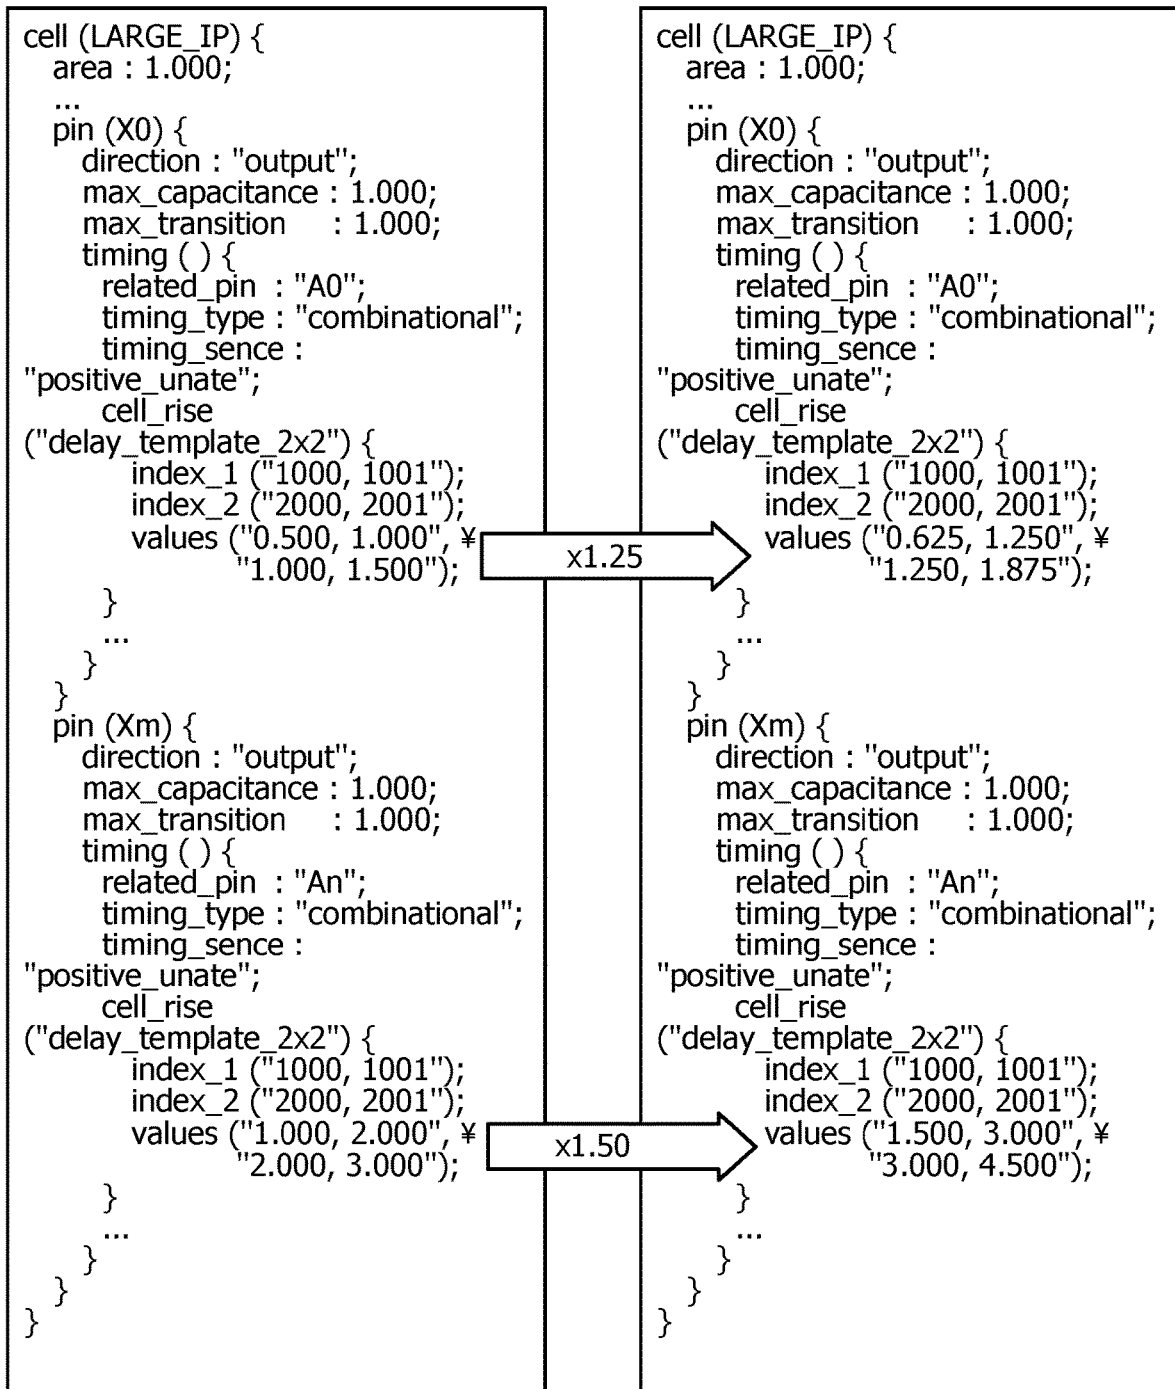 cell (LARGE_IP) {
area : 1.000;
...
pin (X0) {
direction : "output";
max_capacitance : 1.000;
max_transition : 1.000;
timing ( ) {
related_pin : "A0";
timing_type : "combinational";
timing_sence :
"positive_unate";
cell_rise
("delay_template_2x2") {
index_1 ("1000, 1001");
index_2 ("2000, 2001");
values ("0.500, 1.000", ¥
"1.000, 1.500");
}
...
}
}
pin (Xm) {
direction : "output";
max_capacitance : 1.000;
max_transition : 1.000;
timing ( ) {
related_pin : "An";
timing_type : "combinational";
timing_sence :
"positive_unate";
cell_rise
("delay_template_2x2") {
index_1 ("1000, 1001");
index_2 ("2000, 2001");
values ("1.000, 2.000", ¥
"2.000, 3.000");
}
...
}
}
}
x1.25
x1.50
cell (LARGE_IP) {
area : 1.000;
...
pin (X0) {
direction : "output";
max_capacitance : 1.000;
max_transition : 1.000;
timing ( ) {
related_pin : "A0";
timing_type : "combinational";
timing_sence :
"positive_unate";
cell_rise
("delay_template_2x2") {
index_1 ("1000, 1001");
index_2 ("2000, 2001");
values ("0.625, 1.250", ¥
"1.250, 1.875");
}
...
}
}
pin (Xm) {
direction : "output";
max_capacitance : 1.000;
max_transition : 1.000;
timing ( ) {
related_pin : "An";
timing_type : "combinational";
timing_sence :
"positive_unate";
cell_rise
("delay_template_2x2") {
index_1 ("1000, 1001");
index_2 ("2000, 2001");
values ("1.500, 3.000", ¥
"3.000, 4.500");
}
...
}
}
}